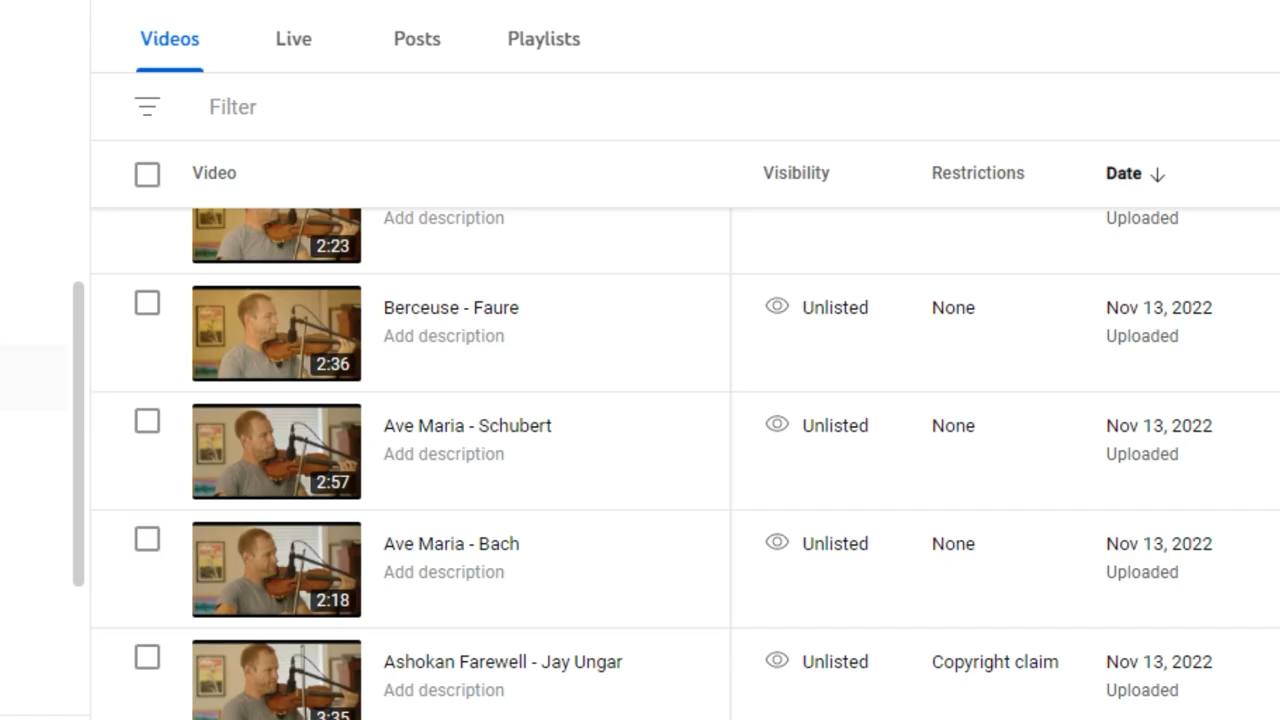 Videos Live Posts Playlists
Filter
Video Visibility Restrictions Date
Add description Uploaded
2:23
Berceuse - Faure Unlisted None Nov 13, 2022
Add description Uploaded
2:36
Ave Maria - Schubert Unlisted None Nov 13, 2022
Add description Uploaded
2:57
Ave Maria - Bach Unlisted None Nov 13, 2022
Add description Uploaded
2:18
Ashokan Farewell - Jay Ungar Unlisted Copyright claim Nov 13, 2022
Add description Uploaded
3:35